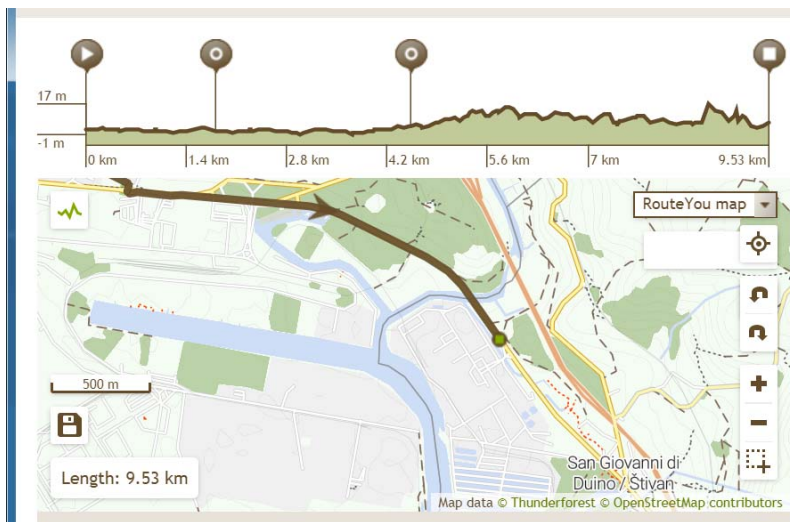 17 m
-1 m
0 km
1.4 km
2.8 km
4.2 km
5.6 km
7 km
9.53 km
RouteYou map
500 m
Length: 9.53 km
San Giovanni di
Duino / Štivan
Map data © Thunderforest © OpenStreetMap contributors